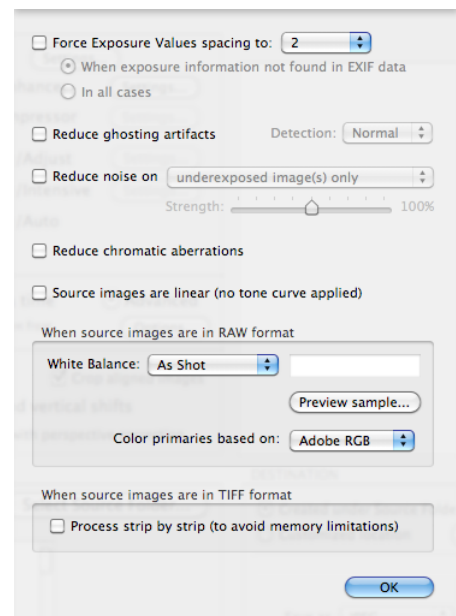 Force Exposure Values spacing to: 2
When exposure information not found in EXIF data
In all cases
Reduce ghosting artifacts Detection: Normal
Reduce noise on underexposed image(s) only
Strength: 100%
Reduce chromatic aberrations
Source images are linear (no tone curve applied)
When source images are in RAW format
White Balance: As Shot
Preview sample...
Color primaries based on: Adobe RGB
When source images are in TIFF format
Process strip by strip (to avoid memory limitations)
OK